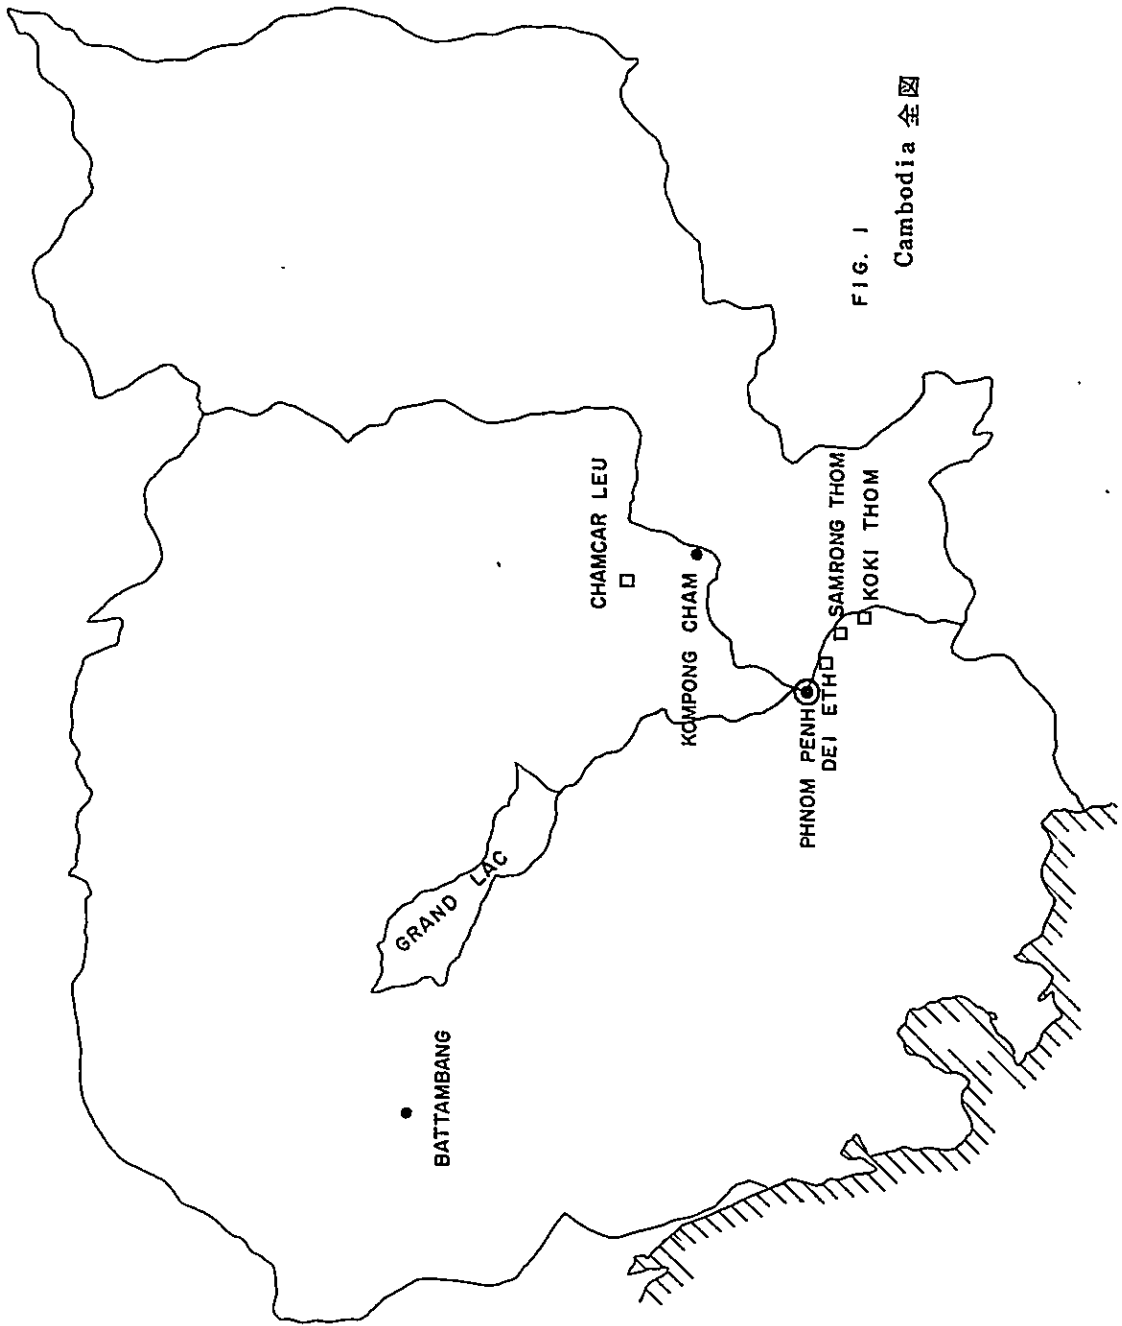 BATTAMBANG
GRAND LAC
CHAMCAR LEU
KOMPONG CHAM
PHNOM PENH
DEI ETH
SAMRONG THOM
KOKI THOM
FIG. 1
Cambodia 全図